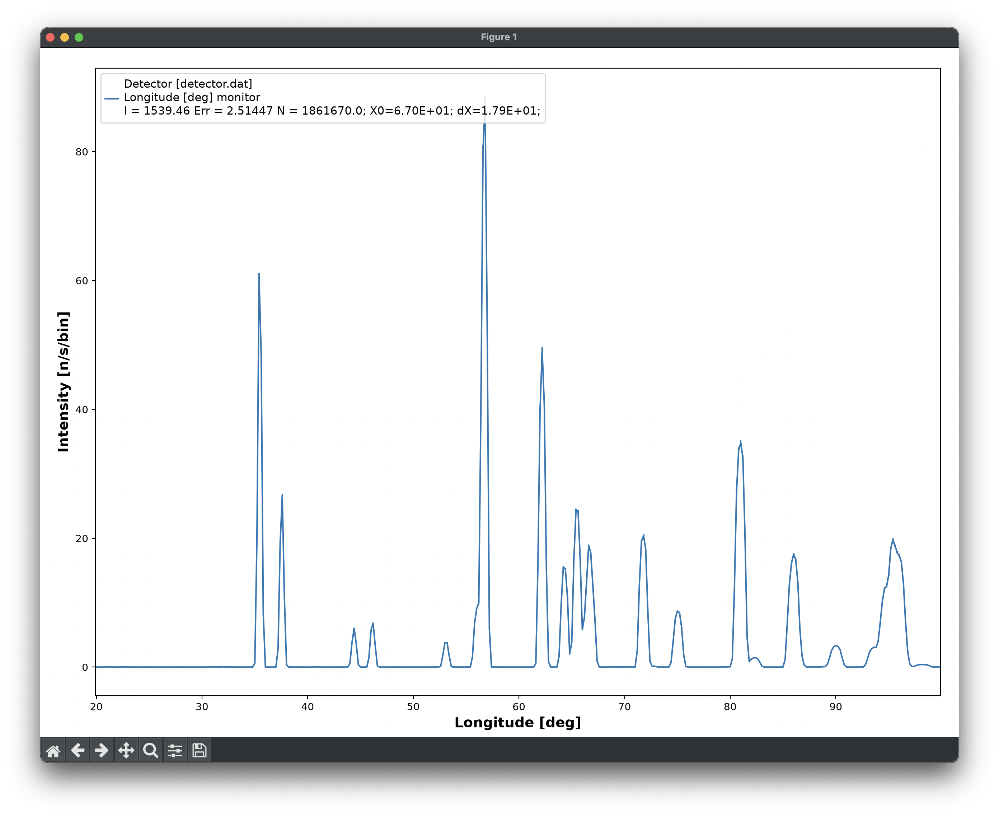 Figure 1
Detector [detector.dat]
Longitude [deg] monitor
I = 1539.46 Err = 2.51447 N = 1861670.0; X0=6.70E+01; dX=1.79E+01;
80
60
40
20
0
Intensity [n/s/bin]
20 30 40 50 60 70 80 90
Longitude [deg]